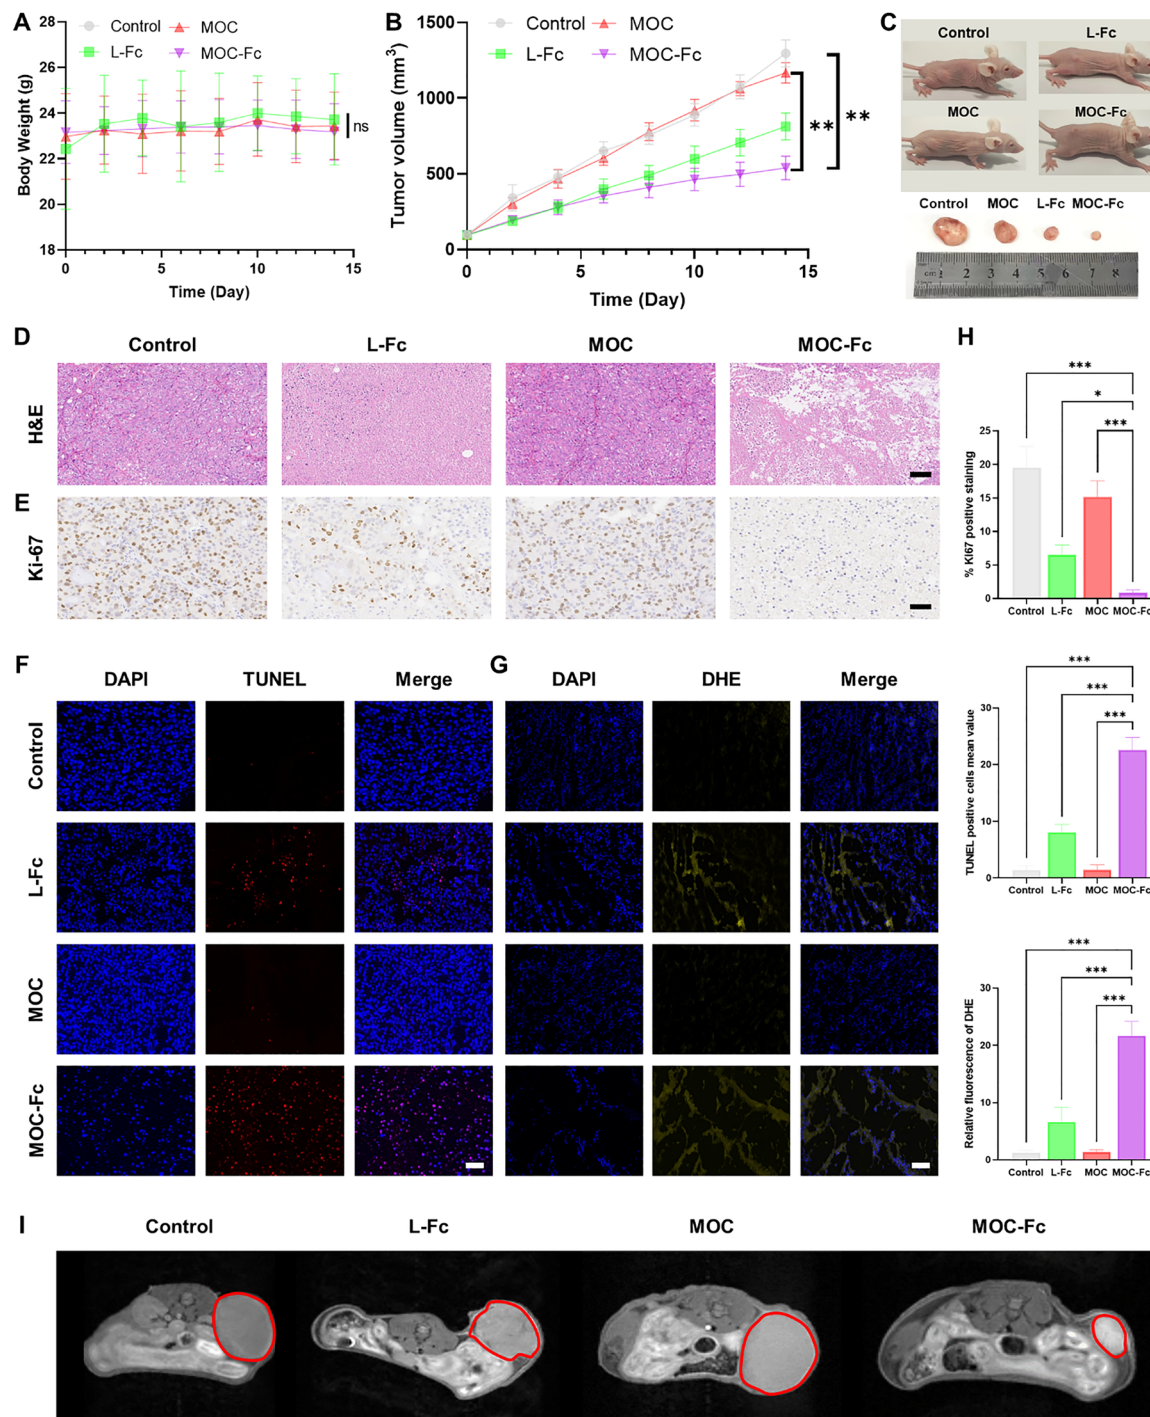 A
28
26
24
22
20
18
Body Weight (g)
Control
MOC
L-Fc
MOC-Fc
ns
0
5
10
15
Time (Day)
B
1500
1000
500
0
Tumor volume (mm3)
Control
MOC
L-Fc
MOC-Fc
**
**
0
5
10
15
Time (Day)
C
Control
L-Fc
MOC
MOC-Fc
Control MOC L-Fc MOC-Fc
cm 1 2 3 4 5 6 7 8
D
Control
L-Fc
MOC
MOC-Fc
H&E
E
Ki-67
H
***
*
***
25
20
15
10
5
0
% KI67 positive staining
Control L-Fc MOC MOC-Fc
F
DAPI
TUNEL
Merge
G
DAPI
DHE
Merge
Control
L-Fc
MOC
MOC-Fc
***
***
***
30
20
10
0
TUNEL positive cells mean value
Control L-Fc MOC MOC-Fc
***
***
***
30
20
10
0
Relative fluorescence of DHE
Control L-Fc MOC MOC-Fc
I
Control
L-Fc
MOC
MOC-Fc